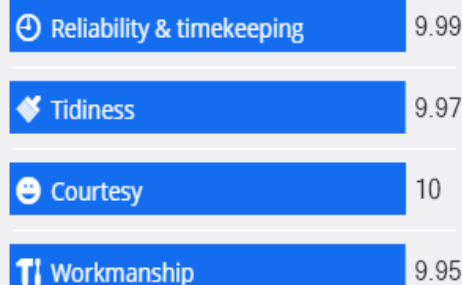 Reliability & timekeeping 9.99
Tidiness 9.97
Courtesy 10
Workmanship 9.95